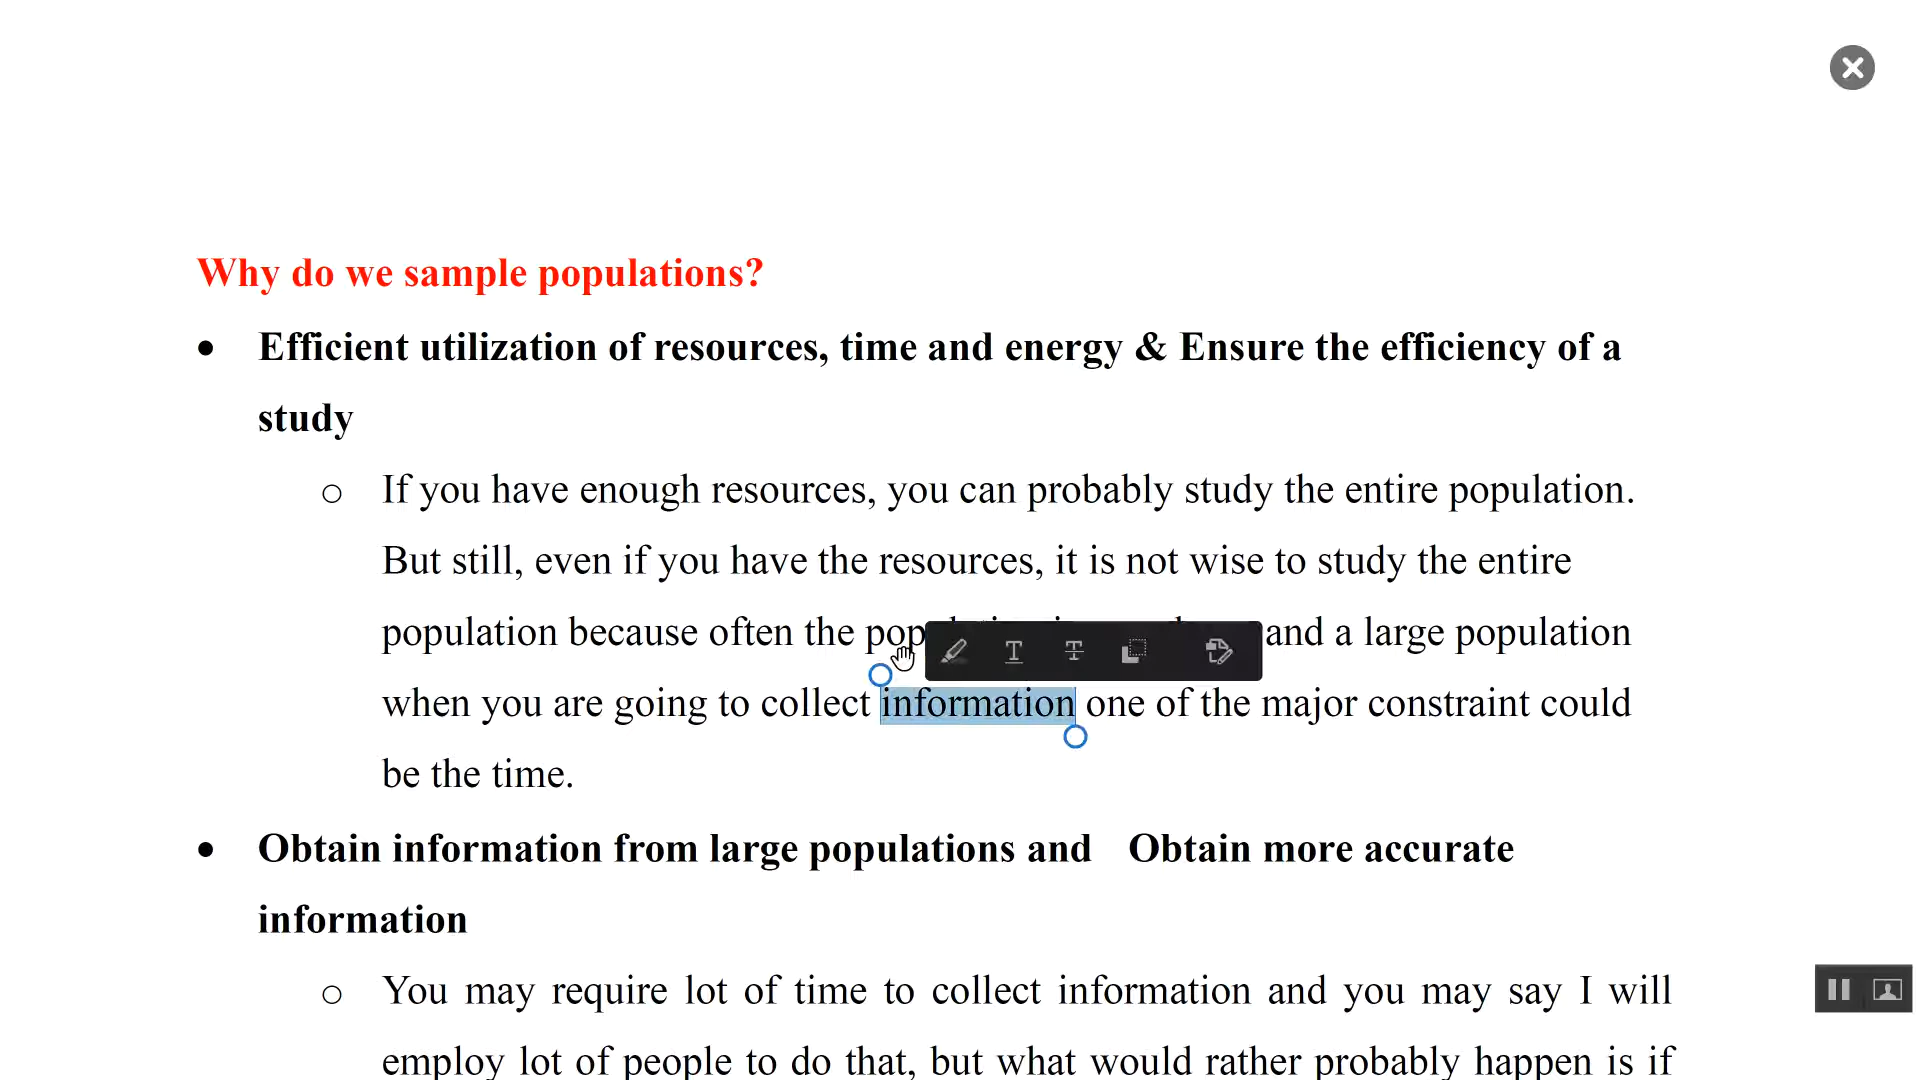 Why do we sample populations?
• Efficient utilization of resources, time and energy & Ensure the efficiency of a
study
o If you have enough resources, you can probably study the entire population.
But still, even if you have the resources, it is not wise to study the entire
population because often the and a large population
when you are going to collect information one of the major constraint could
be the time.
• Obtain information from large populations and Obtain more accurate
information
o You may require lot of time to collect information and you may say I will
employ lot of people to do that, but what would rather probably happen is if